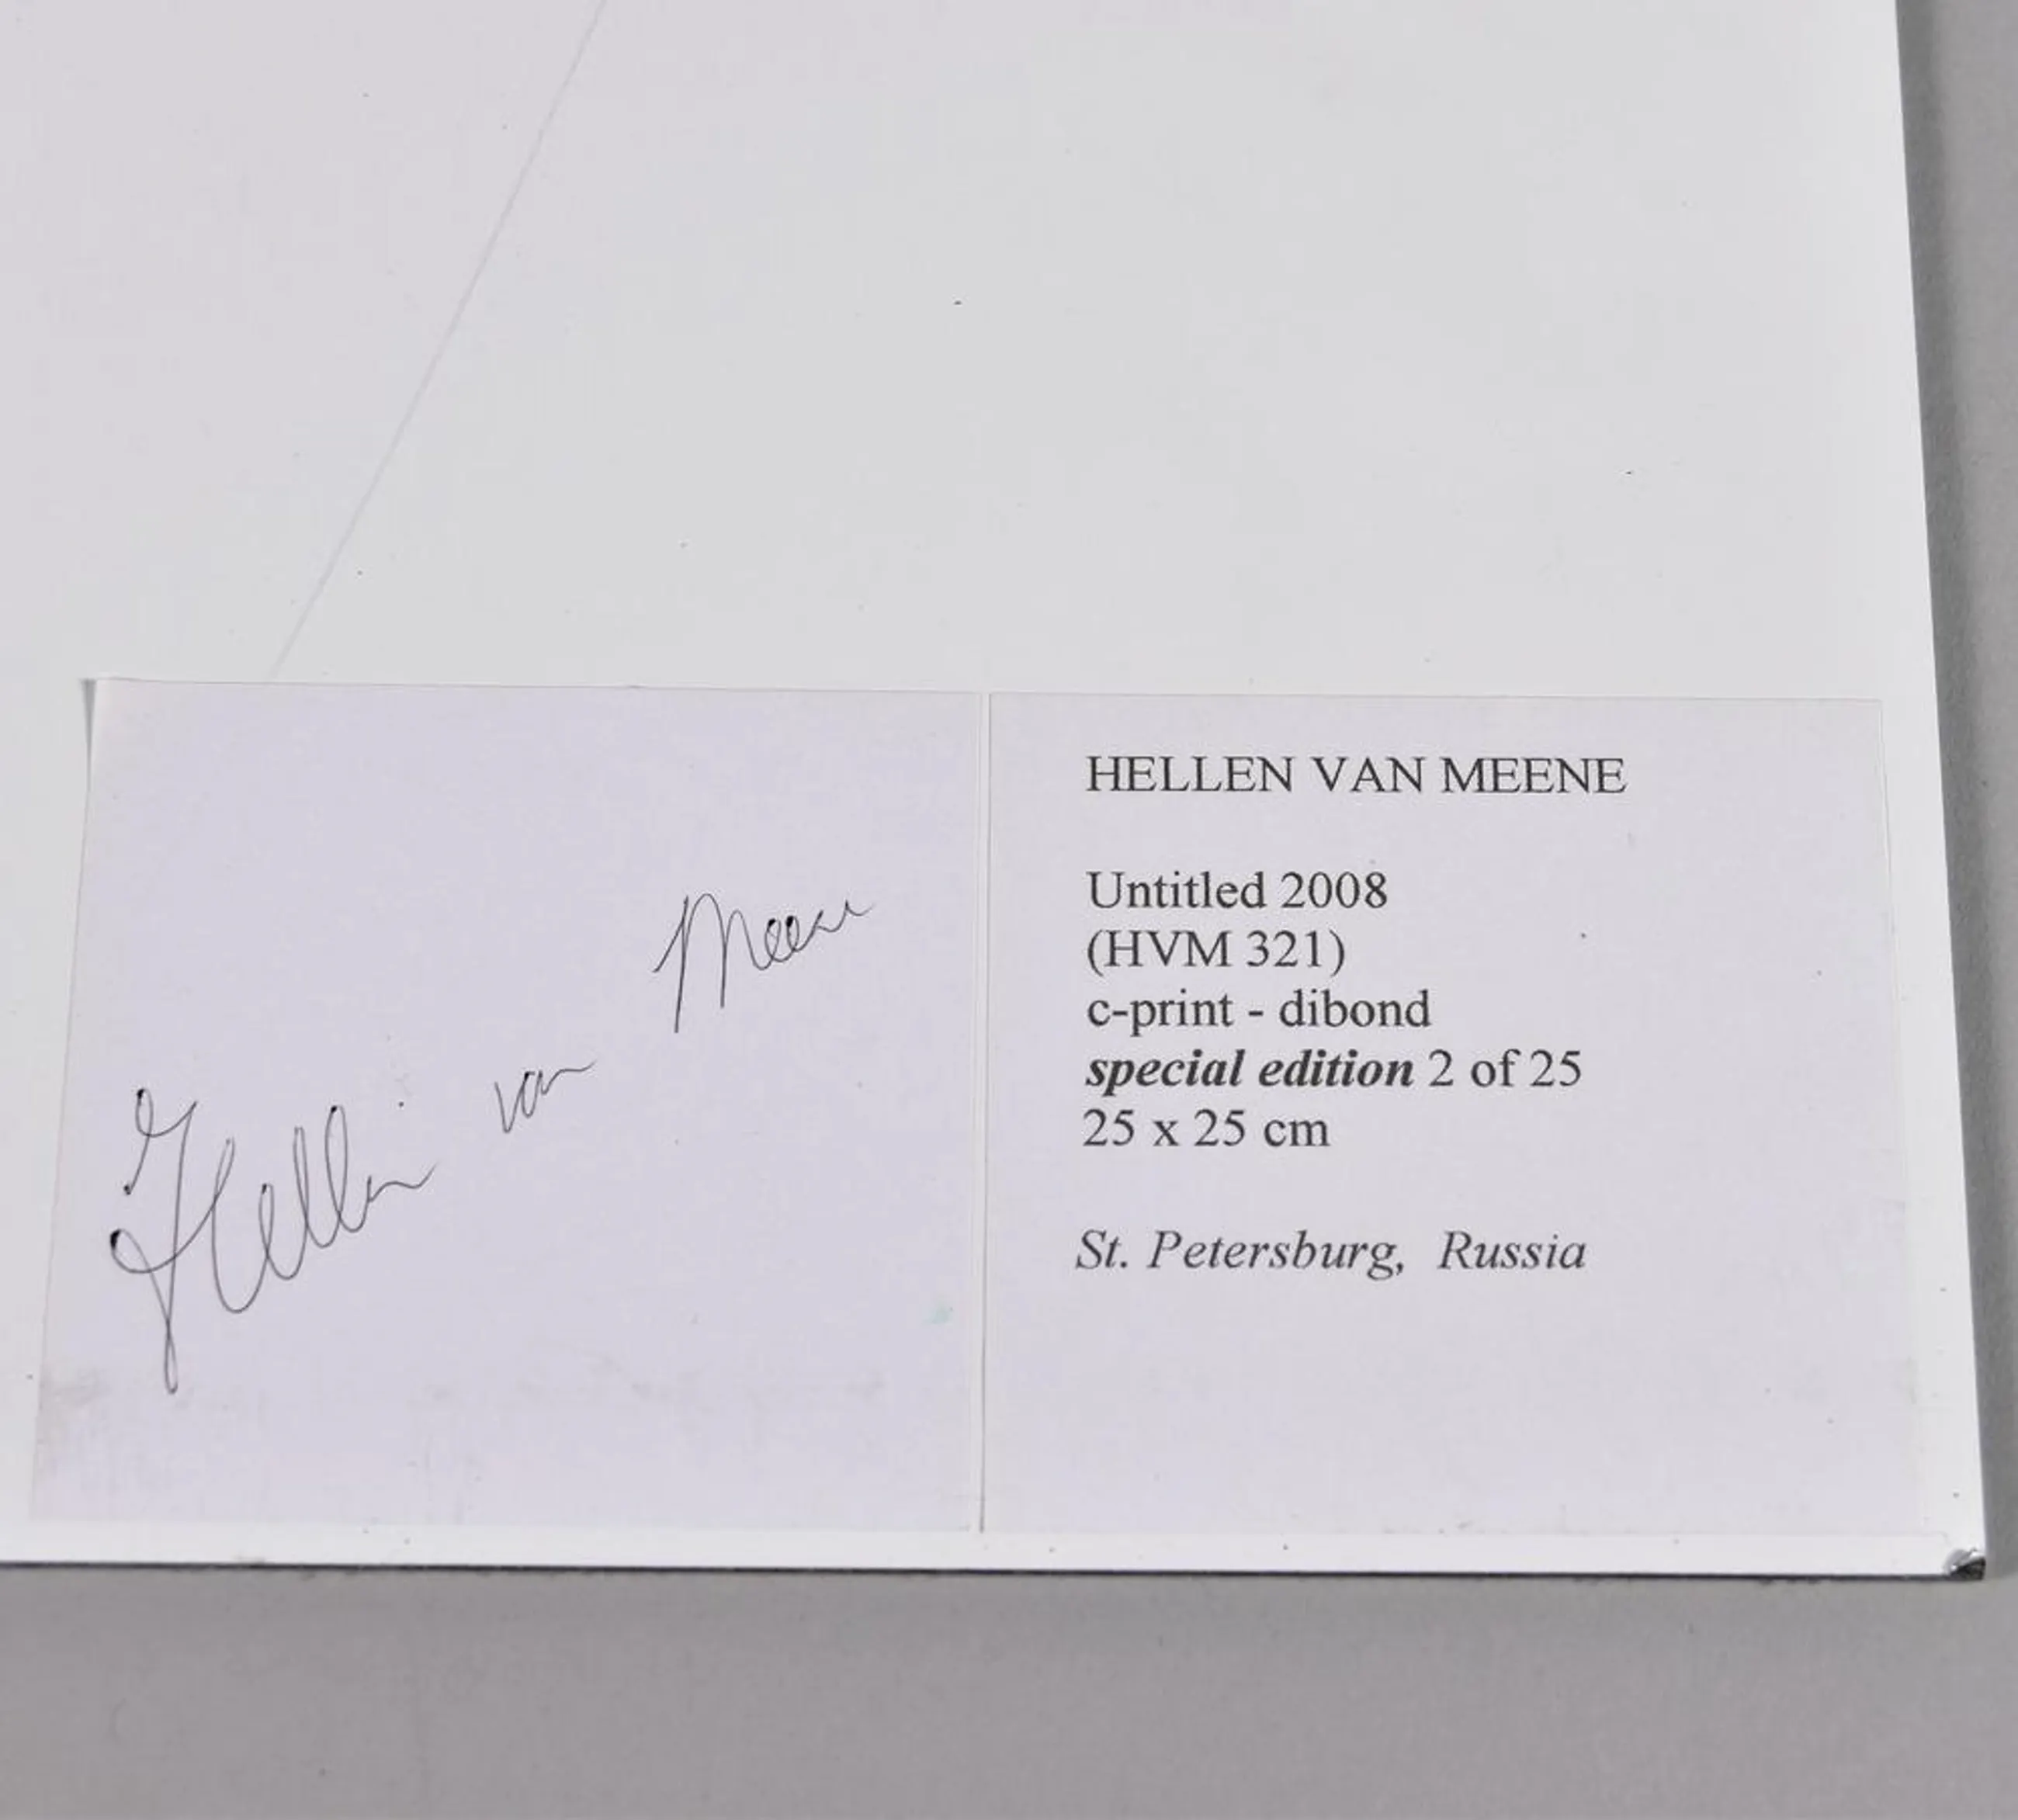 Hellen van Meene
HELLEN VAN MEENE
Untitled 2008
(HVM 321)
c-print - dibond
special edition 2 of 25
25 x 25 cm
St. Petersburg, Russia